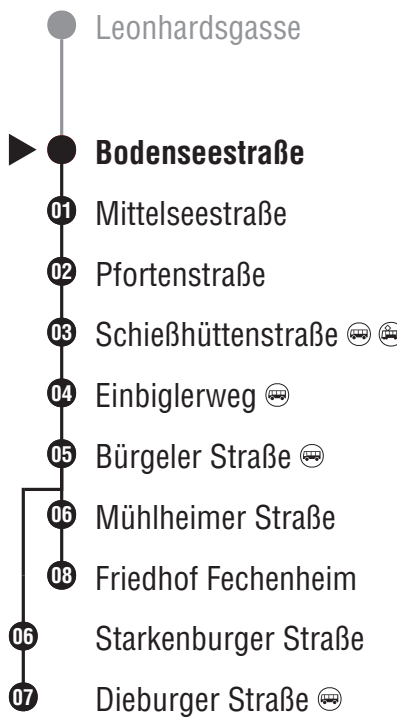 Leonhardsgasse
Bodenseestraße
01 Mittelseestraße
02 Pfortenstraße
03 Schießhüttenstraße
04 Einbiglerweg
05 Bürgeler Straße
06 Mühlheimer Straße
08 Friedhof Fechenheim
06 Starkenburger Straße
07 Dieburger Straße